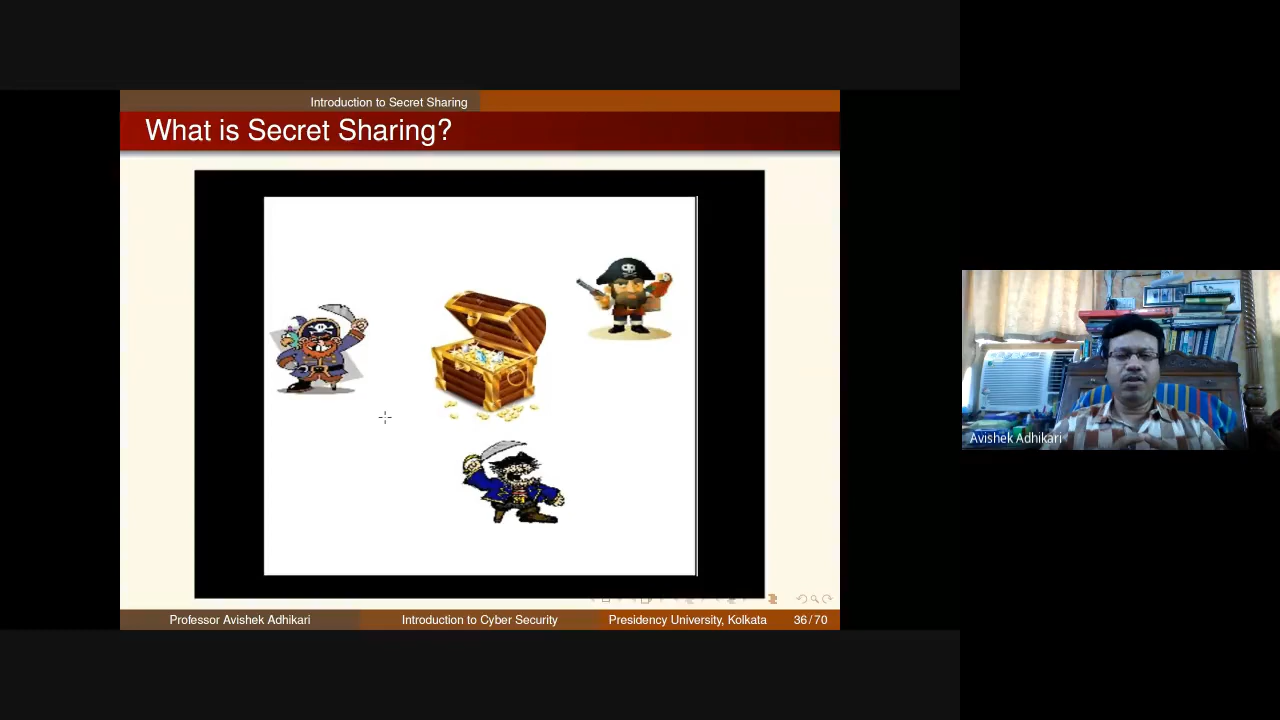 Introduction to Secret Sharing
What is Secret Sharing?
Avishek Adhikari
Professor Avishek Adhikari
Introduction to Cyber Security
Presidency University, Kolkata
36 / 70